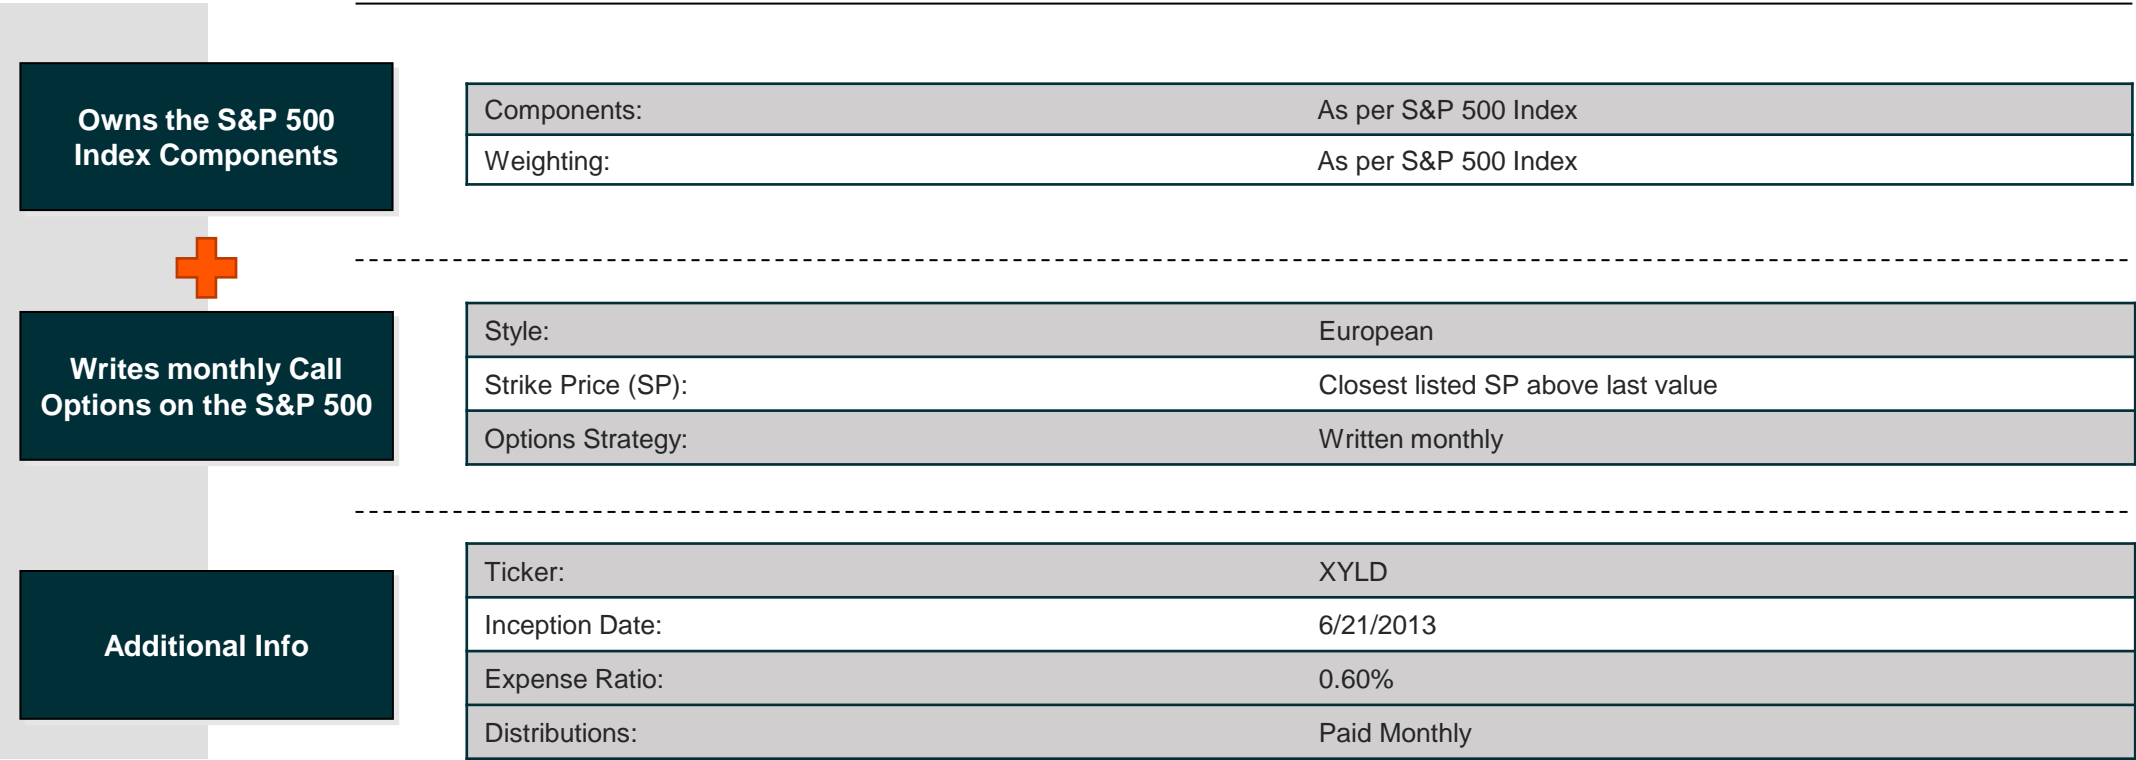 Owns the S&P 500
Index Components
Components: As per S&P 500 Index
Weighting: As per S&P 500 Index
Writes monthly Call
Options on the S&P 500
Style: European
Strike Price (SP): Closest listed SP above last value
Options Strategy: Written monthly
Additional Info
Ticker: XYLD
Inception Date: 6/21/2013
Expense Ratio: 0.60%
Distributions: Paid Monthly